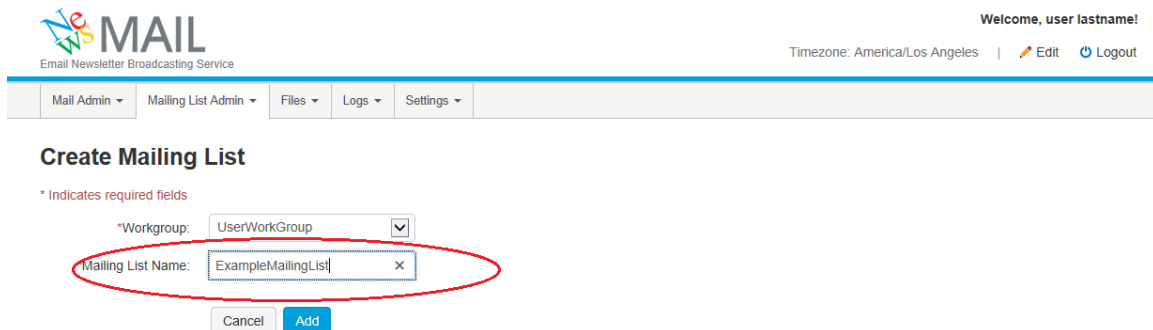 News MAIL
Email Newsletter Broadcasting Service
Welcome, user lastname!
Timezone: America/Los Angeles | Edit Logout
Mail Admin Mailing List Admin Files Logs Settings
Create Mailing List
* Indicates required fields
*Workgroup: UserWorkGroup
Mailing List Name: ExampleMailingList ×
Cancel Add